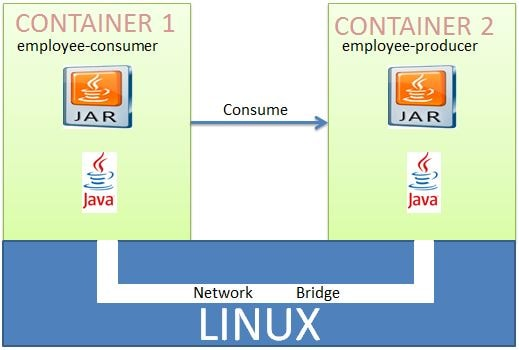 CONTAINER 1
employee-consumer
JAR
Java
Consume
CONTAINER 2
employee-producer
JAR
Java
Network Bridge
LINUX